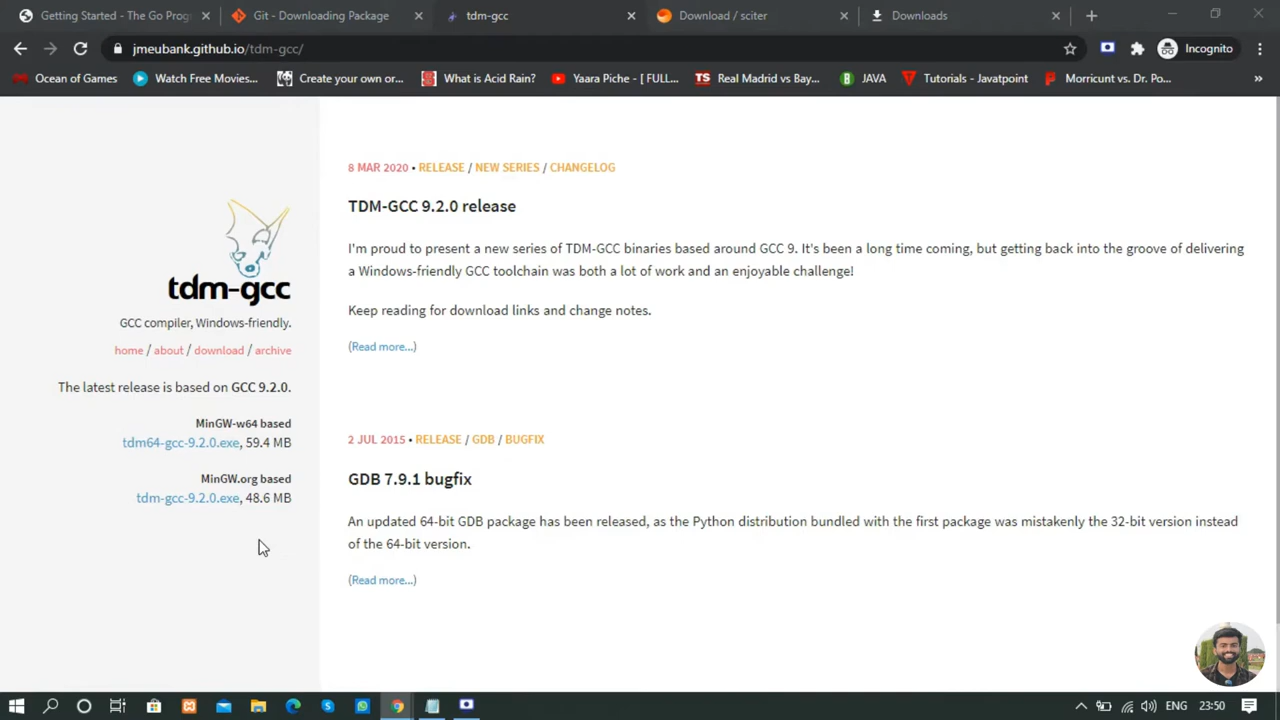 Getting Started - The Go Prog
Git - Downloading Package
tdm-gcc
Download / sciter
Downloads
jmeubank.github.io/tdm-gcc/
Incognito
Ocean of Games
Watch Free Movies...
Create your own or...
What is Acid Rain?
Yaara Piche - [ FULL...
TS Real Madrid vs Bay...
JAVA
Tutorials - Javatpoint
Morricunt vs. Dr. Po...
8 MAR 2020 • RELEASE / NEW SERIES / CHANGELOG
TDM-GCC 9.2.0 release
I'm proud to present a new series of TDM-GCC binaries based around GCC 9. It's been a long time coming, but getting back into the groove of delivering
a Windows-friendly GCC toolchain was both a lot of work and an enjoyable challenge!
Keep reading for download links and change notes.
(Read more...)
2 JUL 2015 • RELEASE / GDB / BUGFIX
GDB 7.9.1 bugfix
An updated 64-bit GDB package has been released, as the Python distribution bundled with the first package was mistakenly the 32-bit version instead
of the 64-bit version.
(Read more...)
tdm-gcc
GCC compiler, Windows-friendly.
home / about / download / archive
The latest release is based on GCC 9.2.0.
MinGW-w64 based
tdm64-gcc-9.2.0.exe, 59.4 MB
MinGW.org based
tdm-gcc-9.2.0.exe, 48.6 MB
ENG
23:50